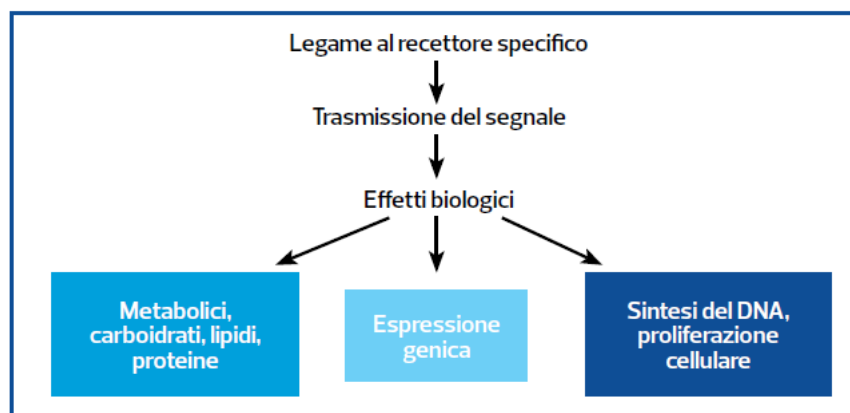 Legame al recettore specifico
Trasmissione del segnale
Effetti biologici
Metabolici,
carboidrati, lipidi,
proteine
Espressione
genica
Sintesi del DNA,
proliferazione
cellulare